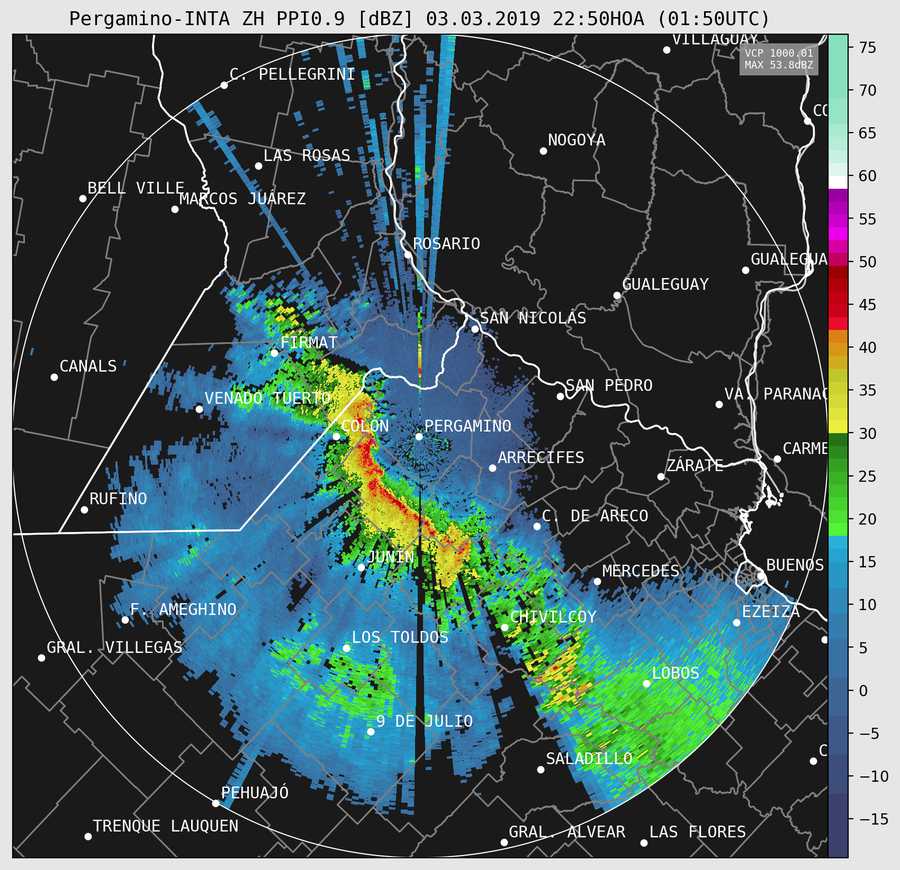 Pergamino-INTA ZH PPI0.9 [dBZ] 03.03.2019 22:50HOA (01:50UTC)
VILLAGUAY
VCP 1000.01
MAX 53.8dBZ
75
C. PELLEGRINI
70
CO
65
NOGOYA
LAS ROSAS
60
BELL VILLE
MARCOS JUÁREZ
55
ROSARIO
50
GUALEGUA
GUALEGUAY
45
SAN NICOLÁS
FIRMAT
40
CANALS
35
SAN PEDRO
VA. PARANAC
VENADO TUERTO
30
COLÓN
PERGAMINO
CARME
ARRECIFES
ZÁRATE
25
RUFINO
20
C. DE ARECO
15
JUNÍN
MERCEDES
BUENOS
10
F. AMEGHINO
CHIVILCOY
EZEIZA
5
GRAL. VILLEGAS
LOS TOLDOS
LOBOS
0
9 DE JULIO
−5
SALADILLO
C
−10
PEHUAJÓ
−15
TRENQUE LAUQUEN
GRAL. ALVEAR
LAS FLORES